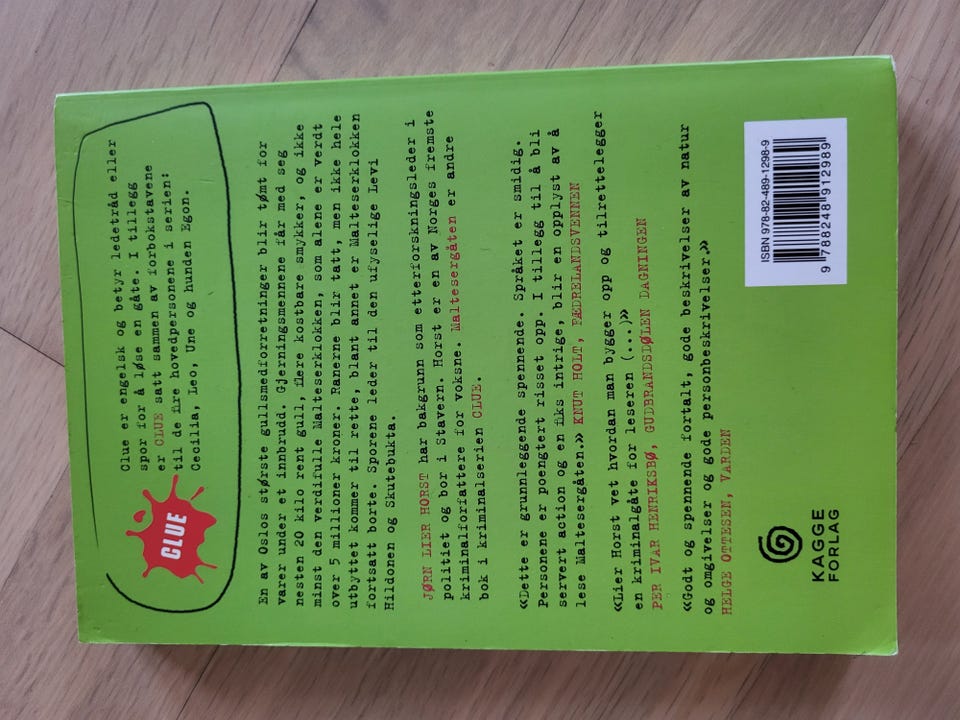 CLUE
Clue er engelsk og betyr ledetråd eller
spor for å løse en gåte. I tillegg
er CLUE satt sammen av forbokstavene
til de fire hovedpersonene i serien:
Cecilia, Leo, Une og hunden Egon.
En av Oslos største gullsmedforretninger blir tømt for
varer under et innbrudd. Gjerningsmennene får med seg
nesten 20 kilo rent gull, flere kostbare smykker, og ikke
minst den verdifulle Malteserklokken, som alene er verdt
over 5 millioner kroner. Ranerne blir tatt, men ikke hele
utbyttet kommer til rette, blant annet er Malteserklokken
fortsatt borte. Sporene leder til den ufyselige Levi
Hildonen og Skutebukta.
JØRN LIER HORST har bakgrunn som etterforskningsleder i
politiet og bor i Stavern. Horst er en av Norges fremste
kriminalforfattere for voksne. Maltesergåten er andre
bok i kriminalserien CLUE.
«Dette er grunnleggende spennende. Språket er smidig.
Personene er poengtert risset opp. I tillegg til å bli
servert action og en fiks intrige, blir en opplyst av å
lese Maltesergåten.» KNUT HOLT, FÆDRELANDSVENNEN
«Lier Horst vet hvordan man bygger opp og tilrettelegger
en kriminalgåte for leseren (...)»
PER IVAR HENRIKSBØ, GUDBRANDSDØLEN DAGNINGEN
«Godt og spennende fortalt, gode beskrivelser av natur
og omgivelser og gode personbeskrivelser.»
HELGE OTTESEN, VARDEN
KAGGE
FORLAG
ISBN 978-82-489-1298-9
9 788248 912989